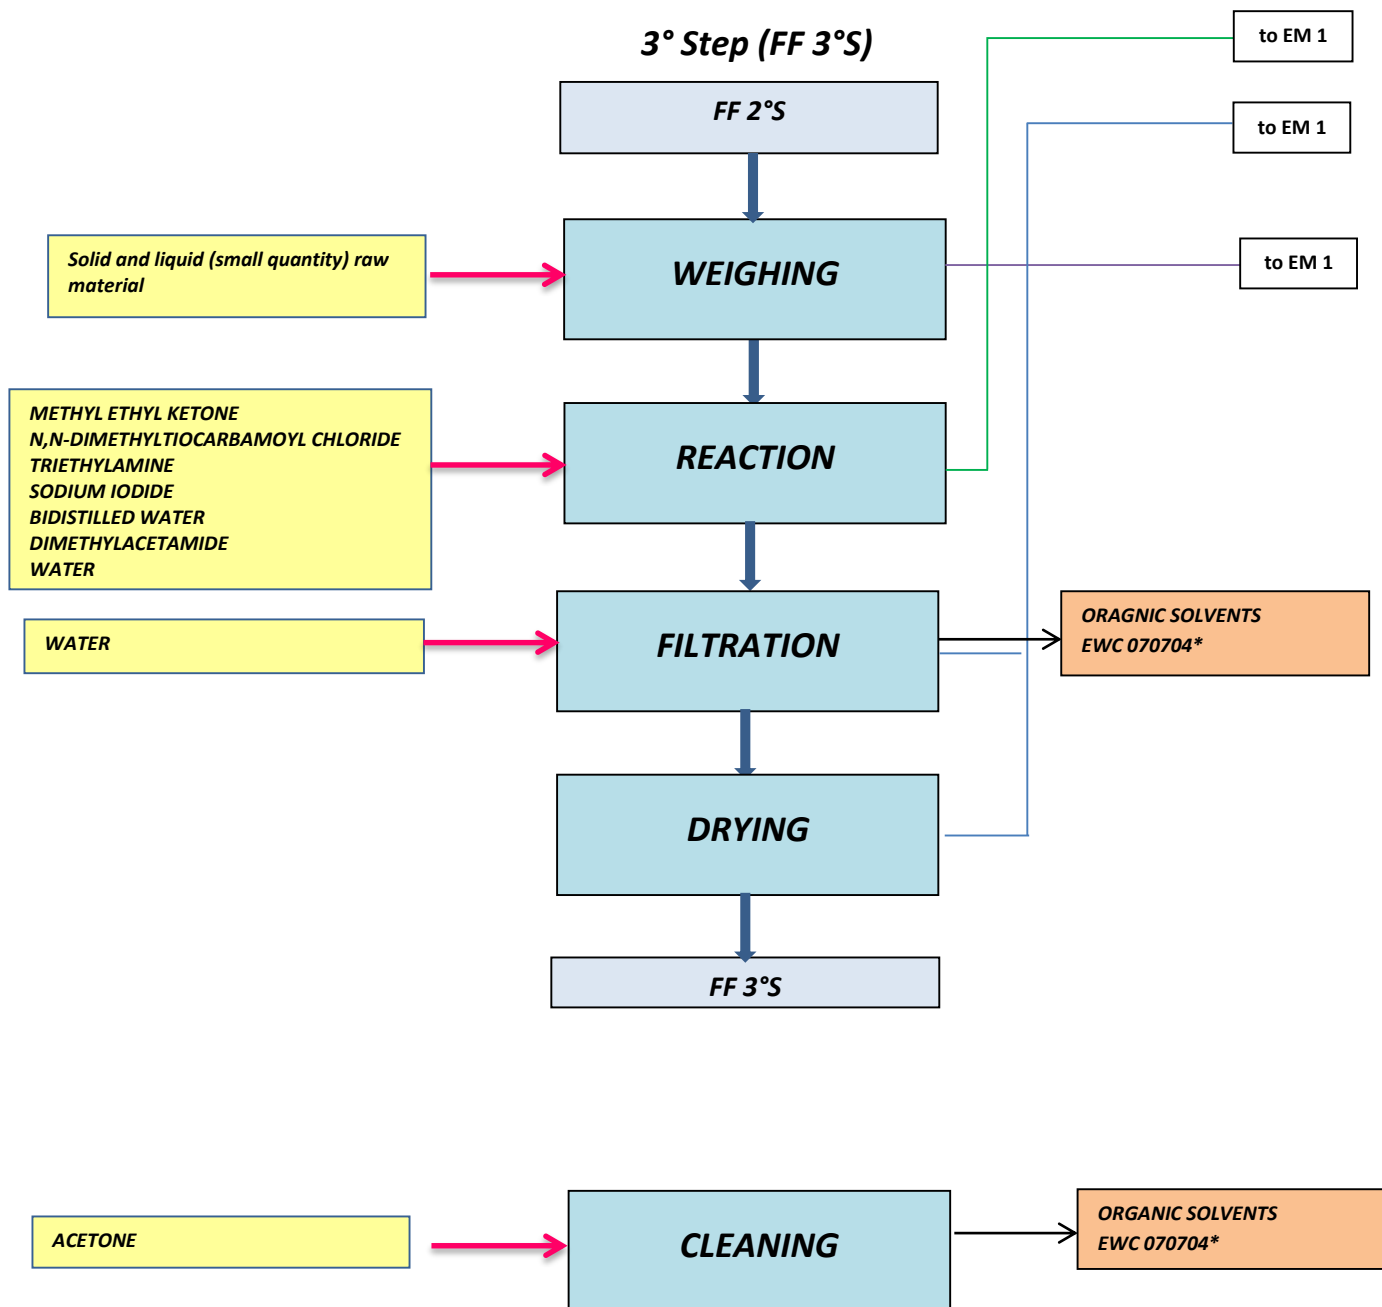 3° Step (FF 3°S)
to EM 1
FF 2°S
to EM 1
Solid and liquid (small quantity) raw
material
WEIGHING
to EM 1
METHYL ETHYL KETONE
N,N-DIMETHYLTIOCARBAMOYL CHLORIDE
TRIETHYLAMINE
SODIUM IODIDE
BIDISTILLED WATER
DIMETHYLACETAMIDE
WATER
REACTION
WATER
FILTRATION
ORAGNIC SOLVENTS
EWC 070704*
DRYING
FF 3°S
ACETONE
CLEANING
ORGANIC SOLVENTS
EWC 070704*